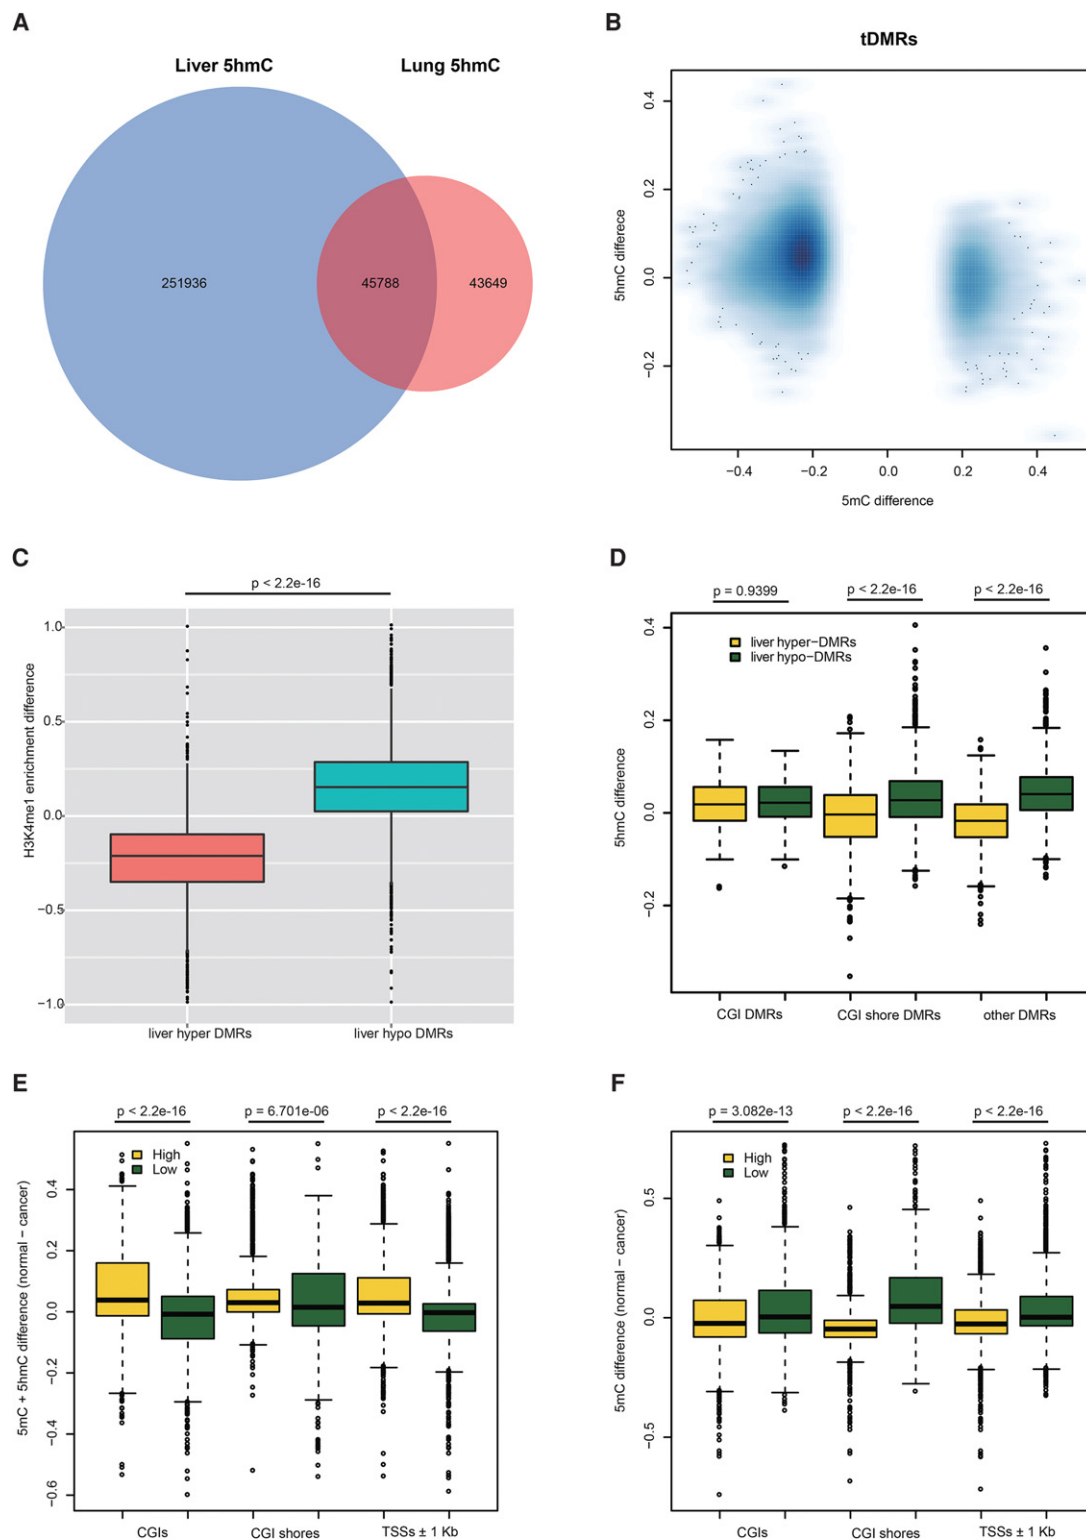 A
Liver 5hmC
Lung 5hmC
251936
45788
43649
B
tDMRs
5hmC differece
0.4
0.2
0.0
−0.2
−0.4
−0.2
0.0
0.2
0.4
5mC difference
C
p < 2.2e-16
H3K4me1 enrichment difference
1.0
0.5
0.0
−0.5
−1.0
liver hyper DMRs
liver hypo DMRs
D
p = 0.9399
p < 2.2e-16
p < 2.2e-16
liver hyper−DMRs
liver hypo−DMRs
5hmC difference
0.4
0.2
0.0
−0.2
CGI DMRs
CGI shore DMRs
other DMRs
E
p < 2.2e-16
p = 6.701e-06
p < 2.2e-16
High
Low
5mC + 5hmC difference (normal − cancer)
0.4
0.2
0.0
−0.2
−0.4
−0.6
CGIs
CGI shores
TSSs ± 1 Kb
F
p = 3.082e-13
p < 2.2e-16
p < 2.2e-16
High
Low
5mC difference (normal − cancer)
0.5
0.0
−0.5
CGIs
CGI shores
TSSs ± 1 Kb